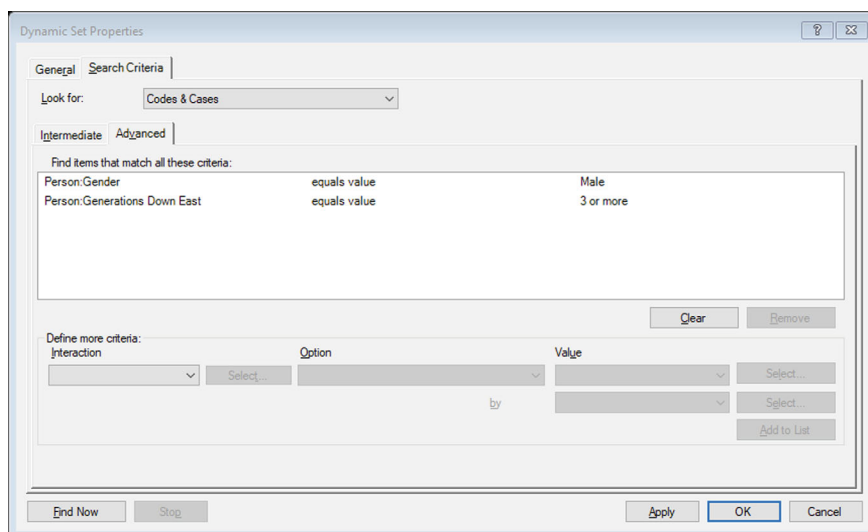 Dynamic Set Properties
General Search Criteria
Look for: Codes & Cases
Intermediate Advanced
Find items that match all these criteria:
Person:Gender equals value Male
Person:Generations Down East equals value 3 or more
Clear Remove
Define more criteria:
Interaction Option Value
Select... Select...
by Select...
Add to List
Find Now Stop Apply OK Cancel